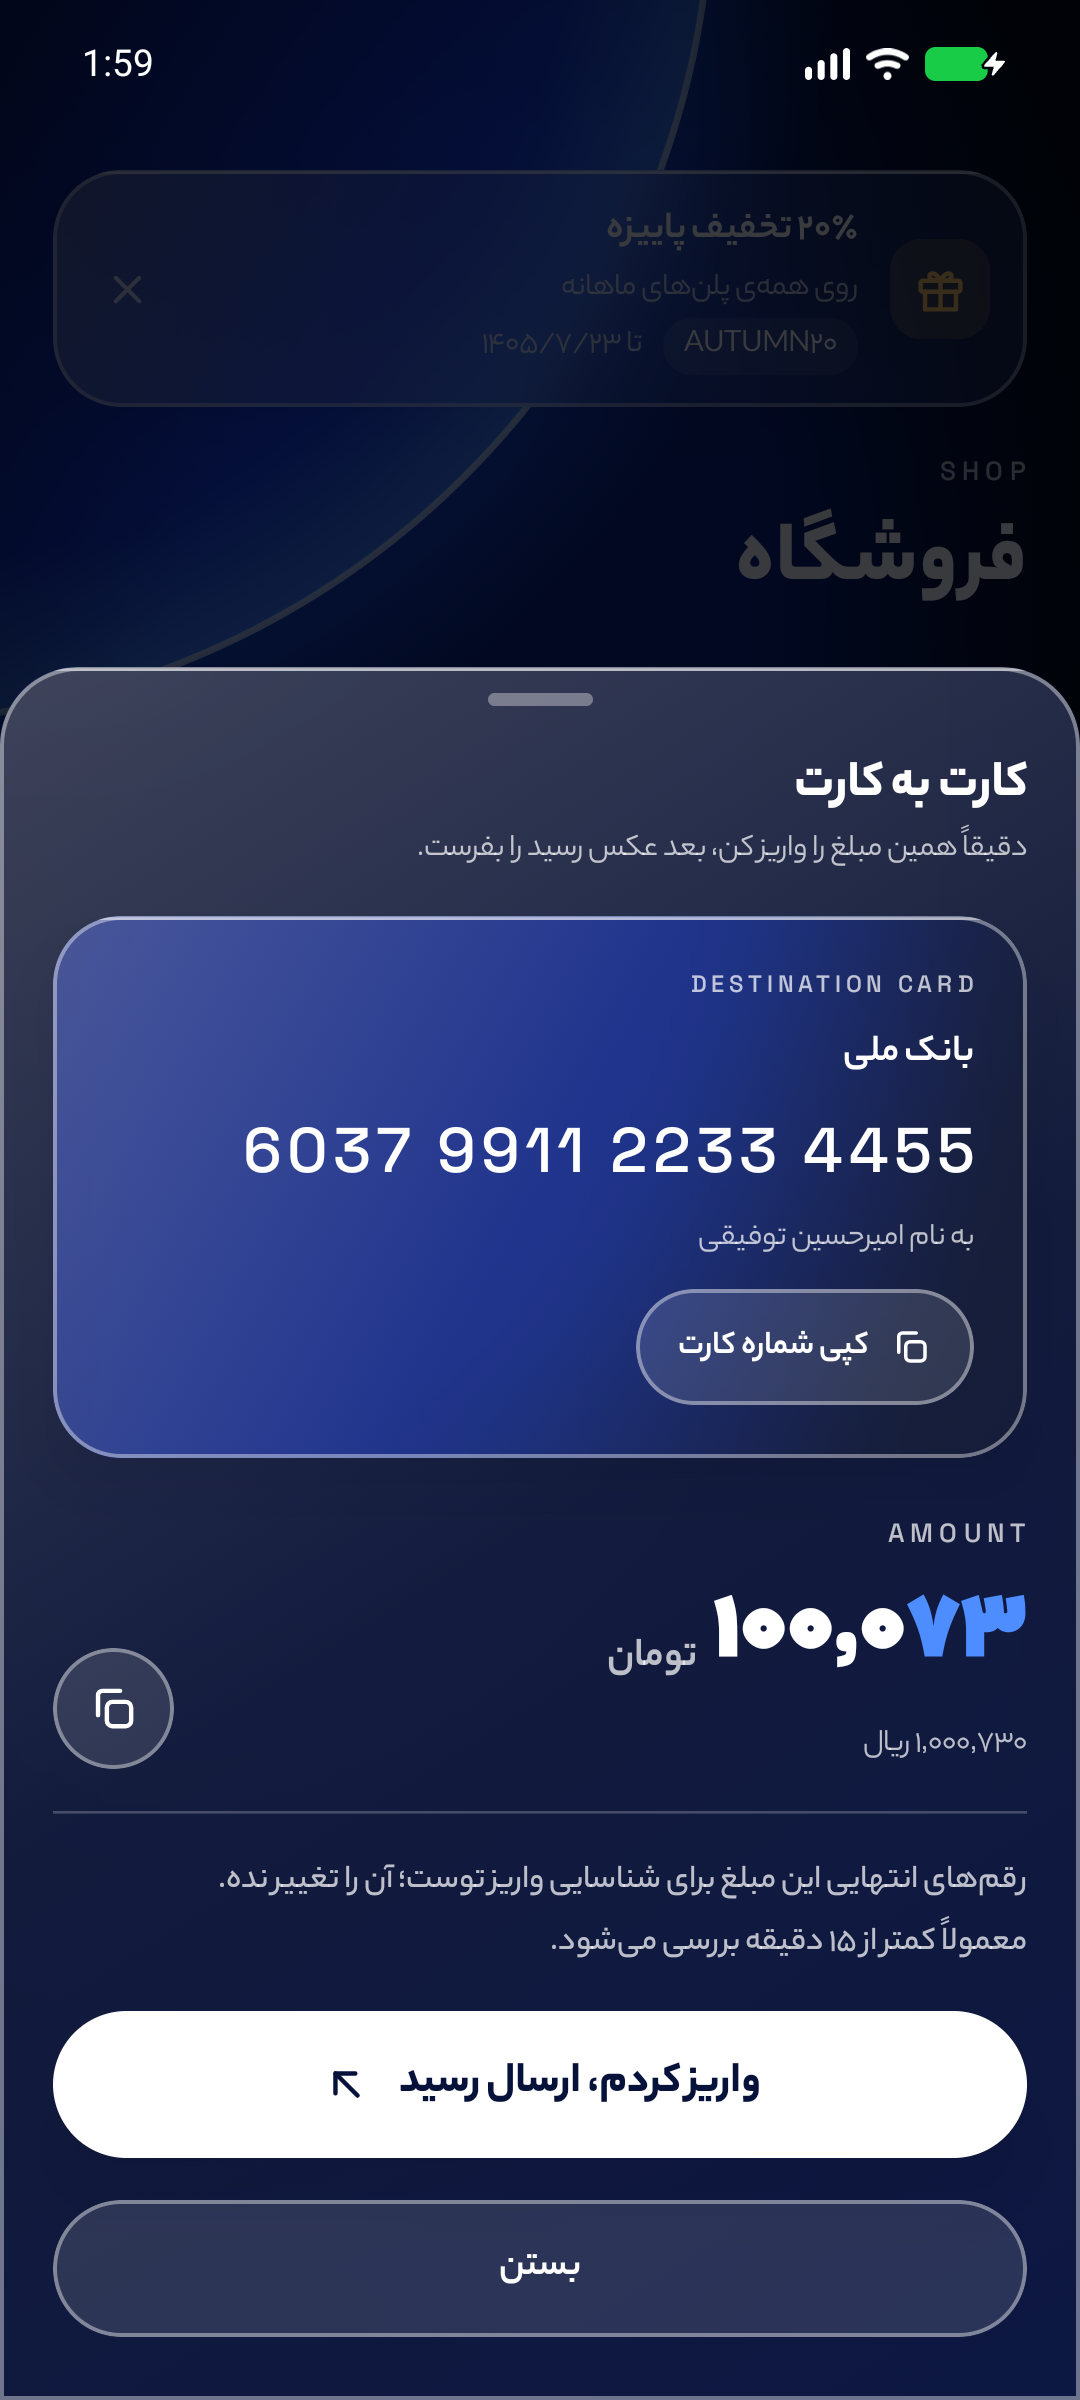 1:59
۲۰% تخفیف پاییزه
روی همه‌ی پلن‌های ماهانه
AUTUMN۲۰ تا ۱۴۰۵/۷/۲۳
SHOP
فروشگاه
کارت به کارت
دقیقاً همین مبلغ را واریز کن، بعد عکس رسید را بفرست.
DESTINATION CARD
بانک ملی
6037 9911 2233 4455
به نام امیرحسین توفیقی
کپی شماره کارت
AMOUNT
۱۰۰,۰۷۳ تومان
۱,۰۰۰,۷۳۰ ریال
رقم‌های انتهایی این مبلغ برای شناسایی واریز توست؛ آن را تغییر نده.
معمولاً کمتر از ۱۵ دقیقه بررسی می‌شود.
واریز کردم، ارسال رسید
بستن